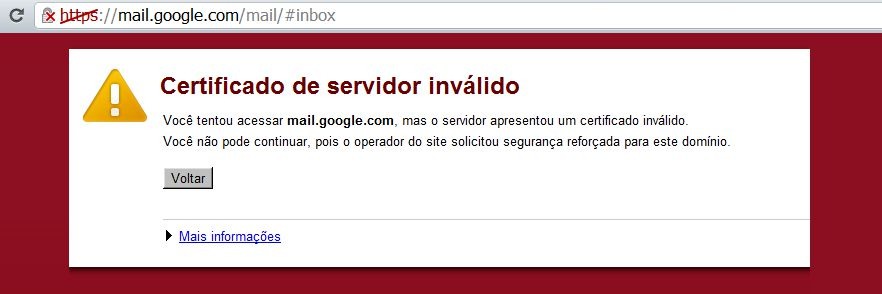 https://mail.google.com/mail/#inbox
Certificado de servidor inválido
Você tentou acessar mail.google.com, mas o servidor apresentou um certificado inválido.
Você não pode continuar, pois o operador do site solicitou segurança reforçada para este domínio.
Voltar
Mais informações